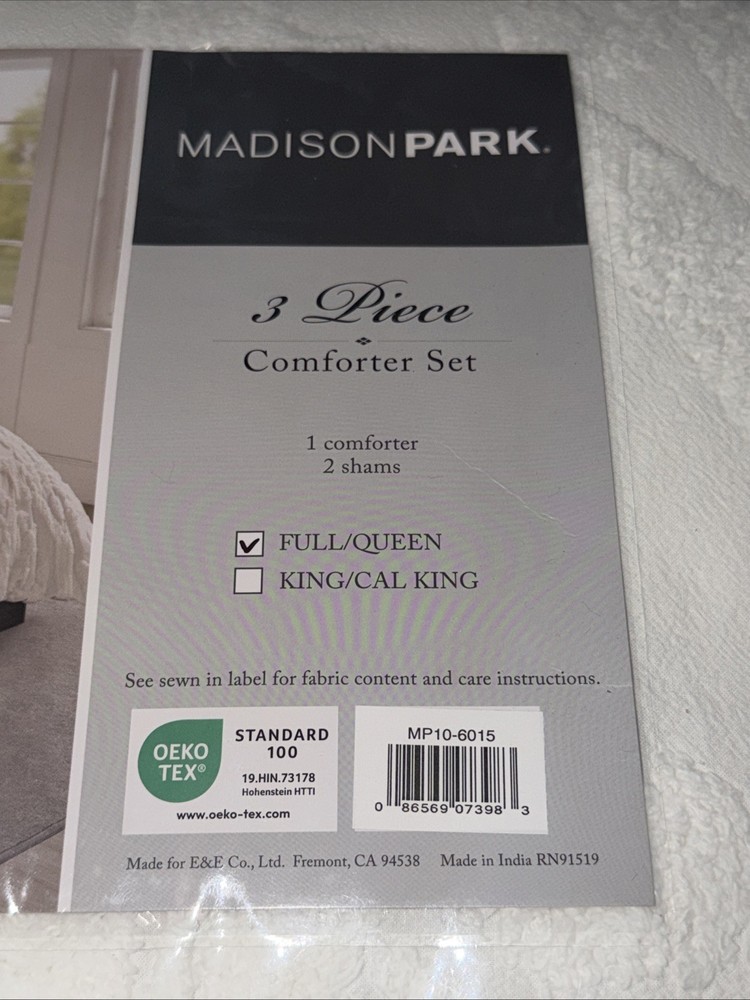 MADISONPARK.
3 Piece
Comforter Set
1 comforter
2 shams
FULL/QUEEN
KING/CAL KING
See sewn in label for fabric content and care instructions.
OEKO
TEX®
STANDARD
100
19.HIN.73178
Hohenstein HTTI
www.oeko-tex.com
MP10-6015
0 86569 07398 3
Made for E&E Co., Ltd. Fremont, CA 94538 Made in India RN91519